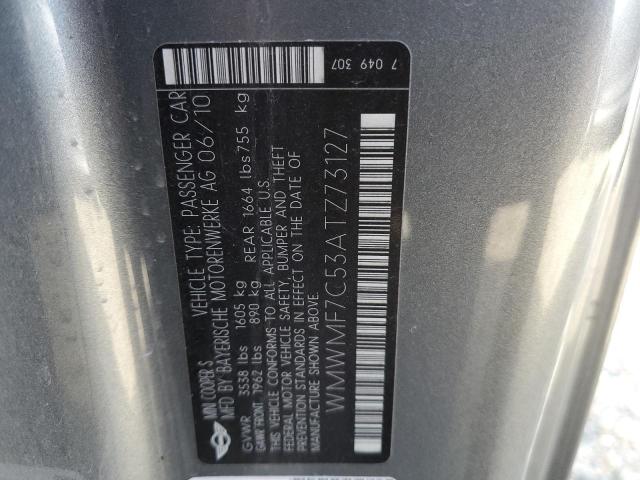 MINI COOPER S VEHICLE TYPE: PASSENGER CAR
MFD BY BAYERISCHE MOTORENWERKE AG 06/10
GVWR 3538 lbs 1605 kg
GAWR FRONT 1962 lbs 890 kg REAR 1664 lbs 755 kg
THIS VEHICLE CONFORMS TO ALL APPLICABLE U.S.
FEDERAL MOTOR VEHICLE SAFETY, BUMPER AND THEFT
PREVENTION STANDARDS IN EFFECT ON THE DATE OF
MANUFACTURE SHOWN ABOVE.
WMWMF7C53ATZ73127
7 049 307